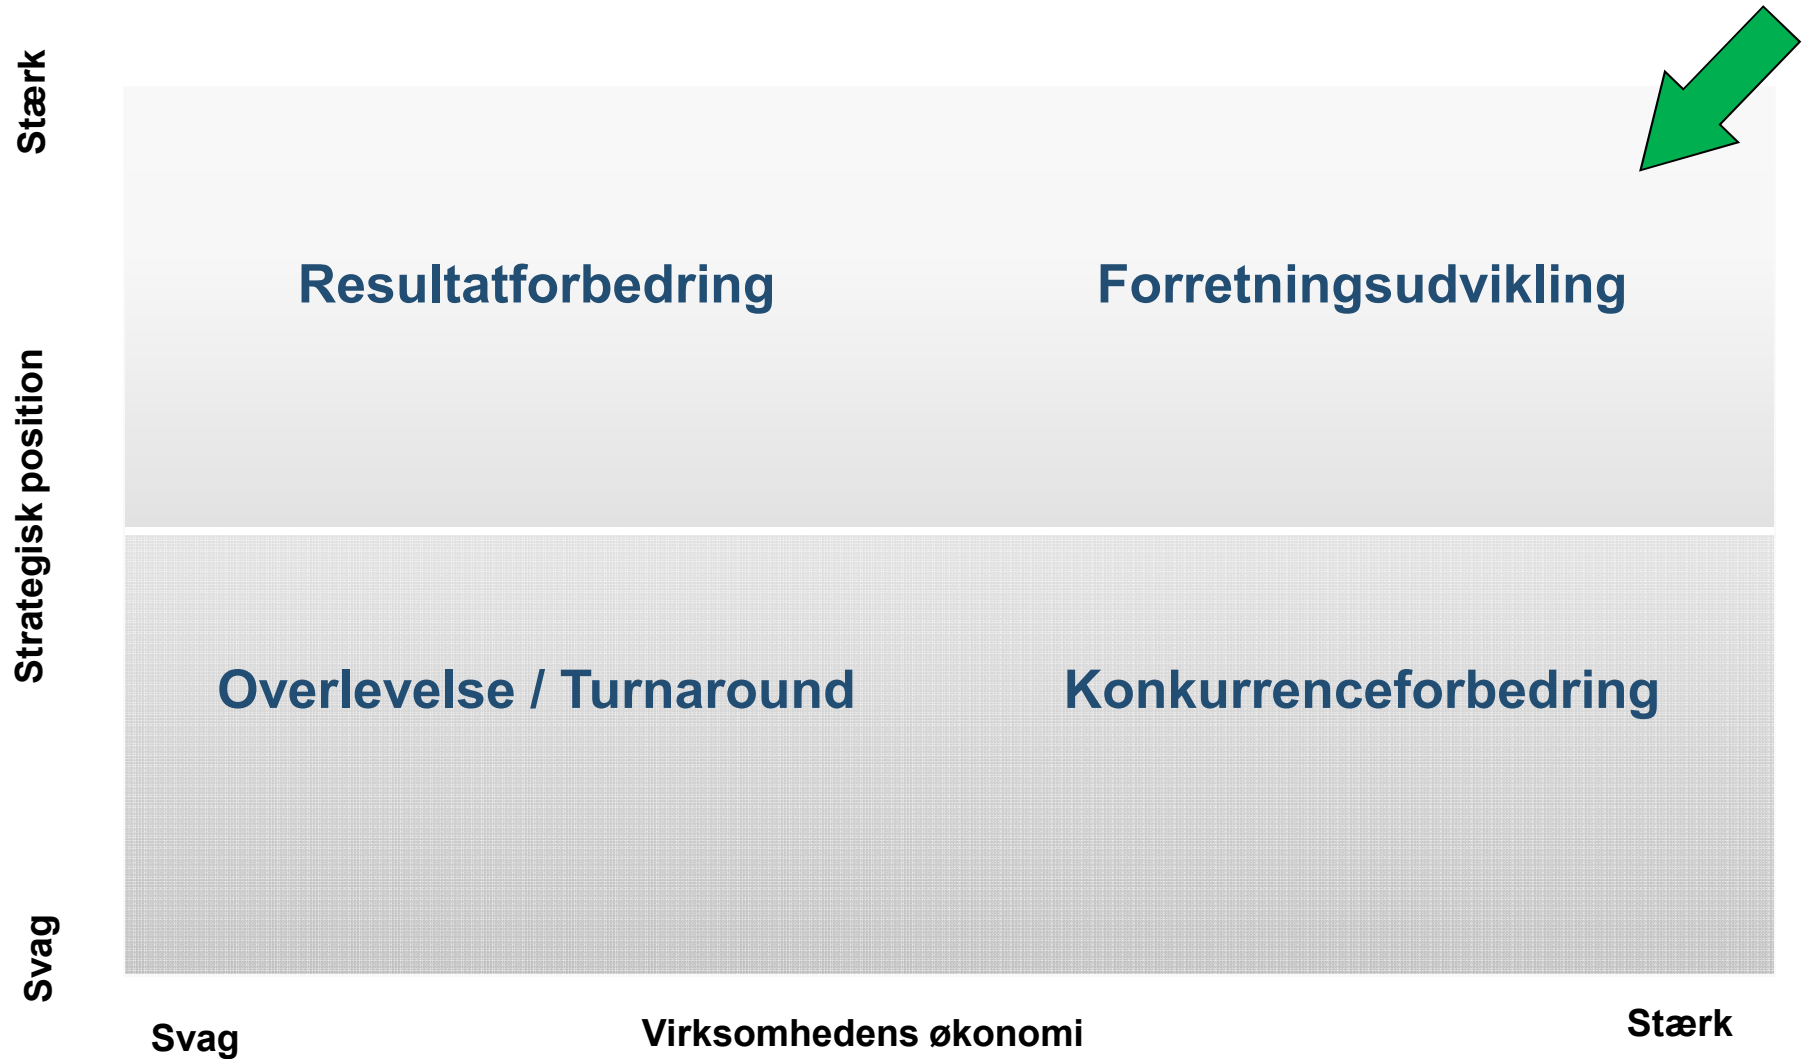 Stærk
Resultatforbedring
Forretningsudvikling
Strategisk position
Overlevelse / Turnaround
Konkurrenceforbedring
Svag
Svag
Virksomhedens økonomi
Stærk